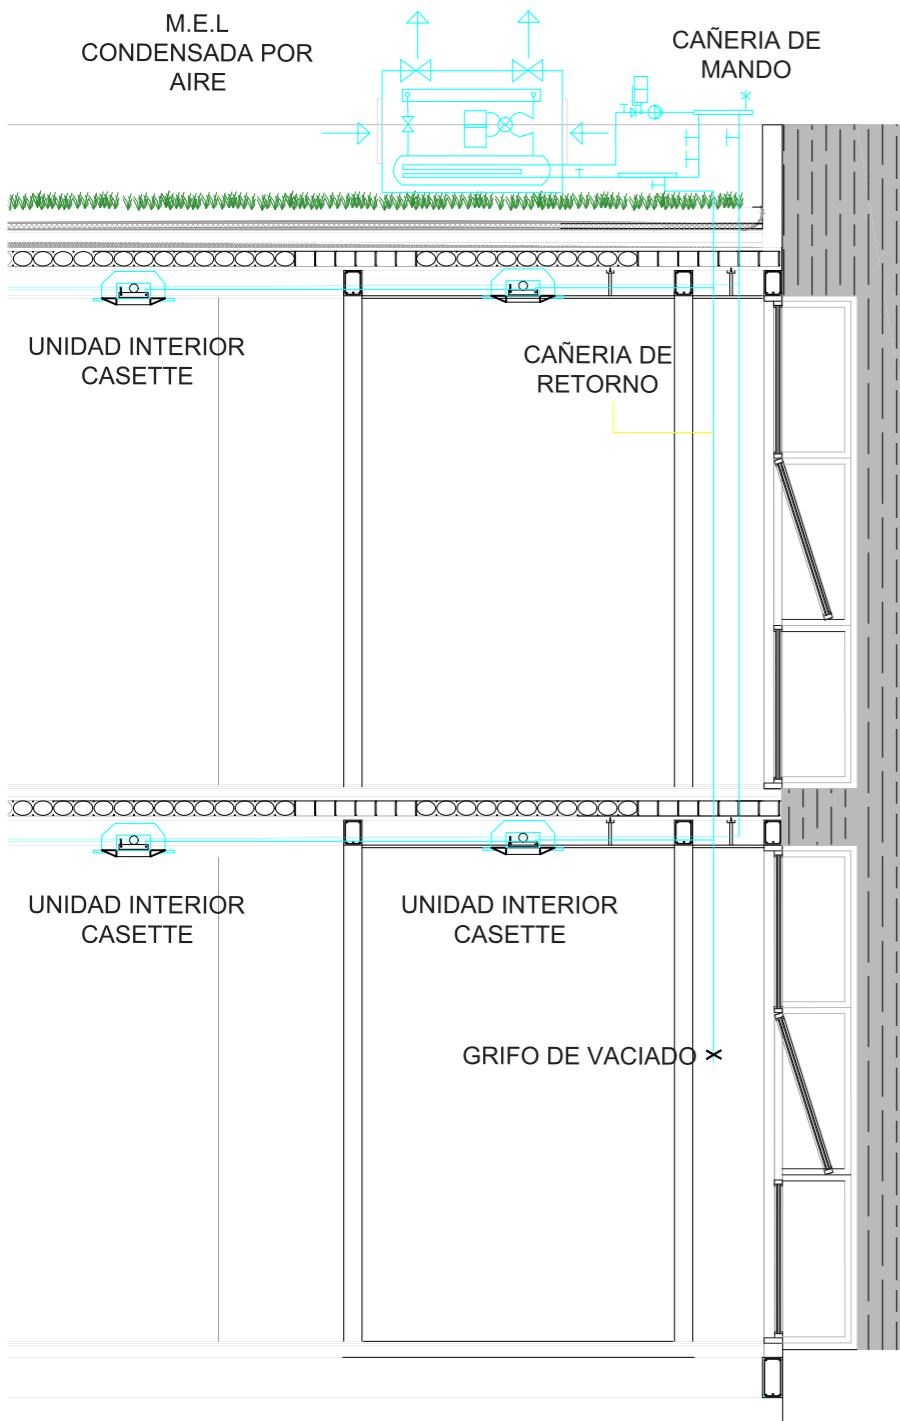 M.E.L
CONDENSADA POR
AIRE
CAÑERIA DE
MANDO
UNIDAD INTERIOR
CASETTE
CAÑERIA DE
RETORNO
UNIDAD INTERIOR
CASETTE
UNIDAD INTERIOR
CASETTE
GRIFO DE VACIADO